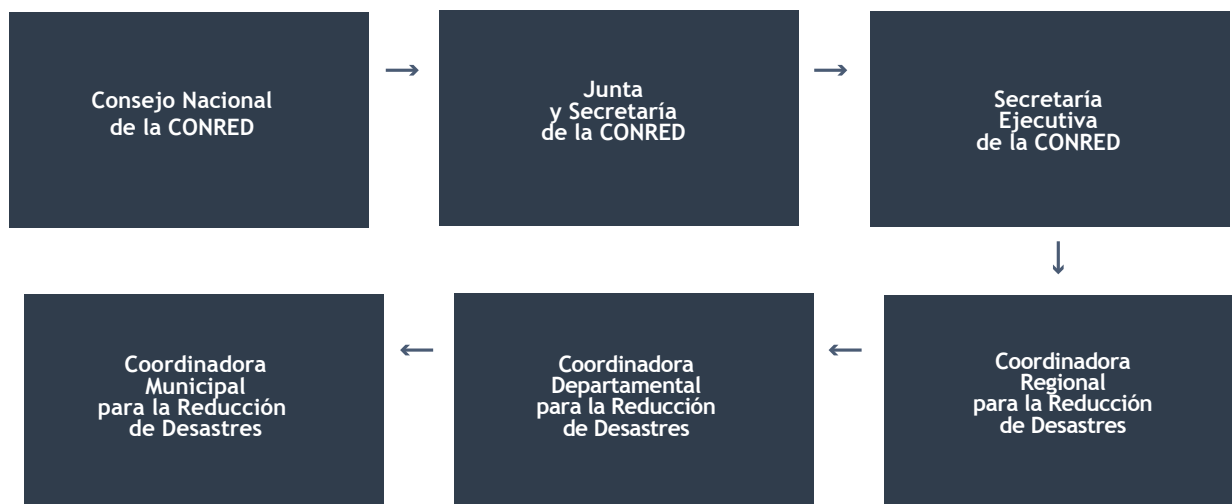 Consejo Nacional
de la CONRED
Junta
y Secretaría
de la CONRED
Secretaría
Ejecutiva
de la CONRED
Coordinadora
Municipal
para la Reducción
de Desastres
Coordinadora
Departamental
para la Reducción
de Desastres
Coordinadora
Regional
para la Reducción
de Desastres